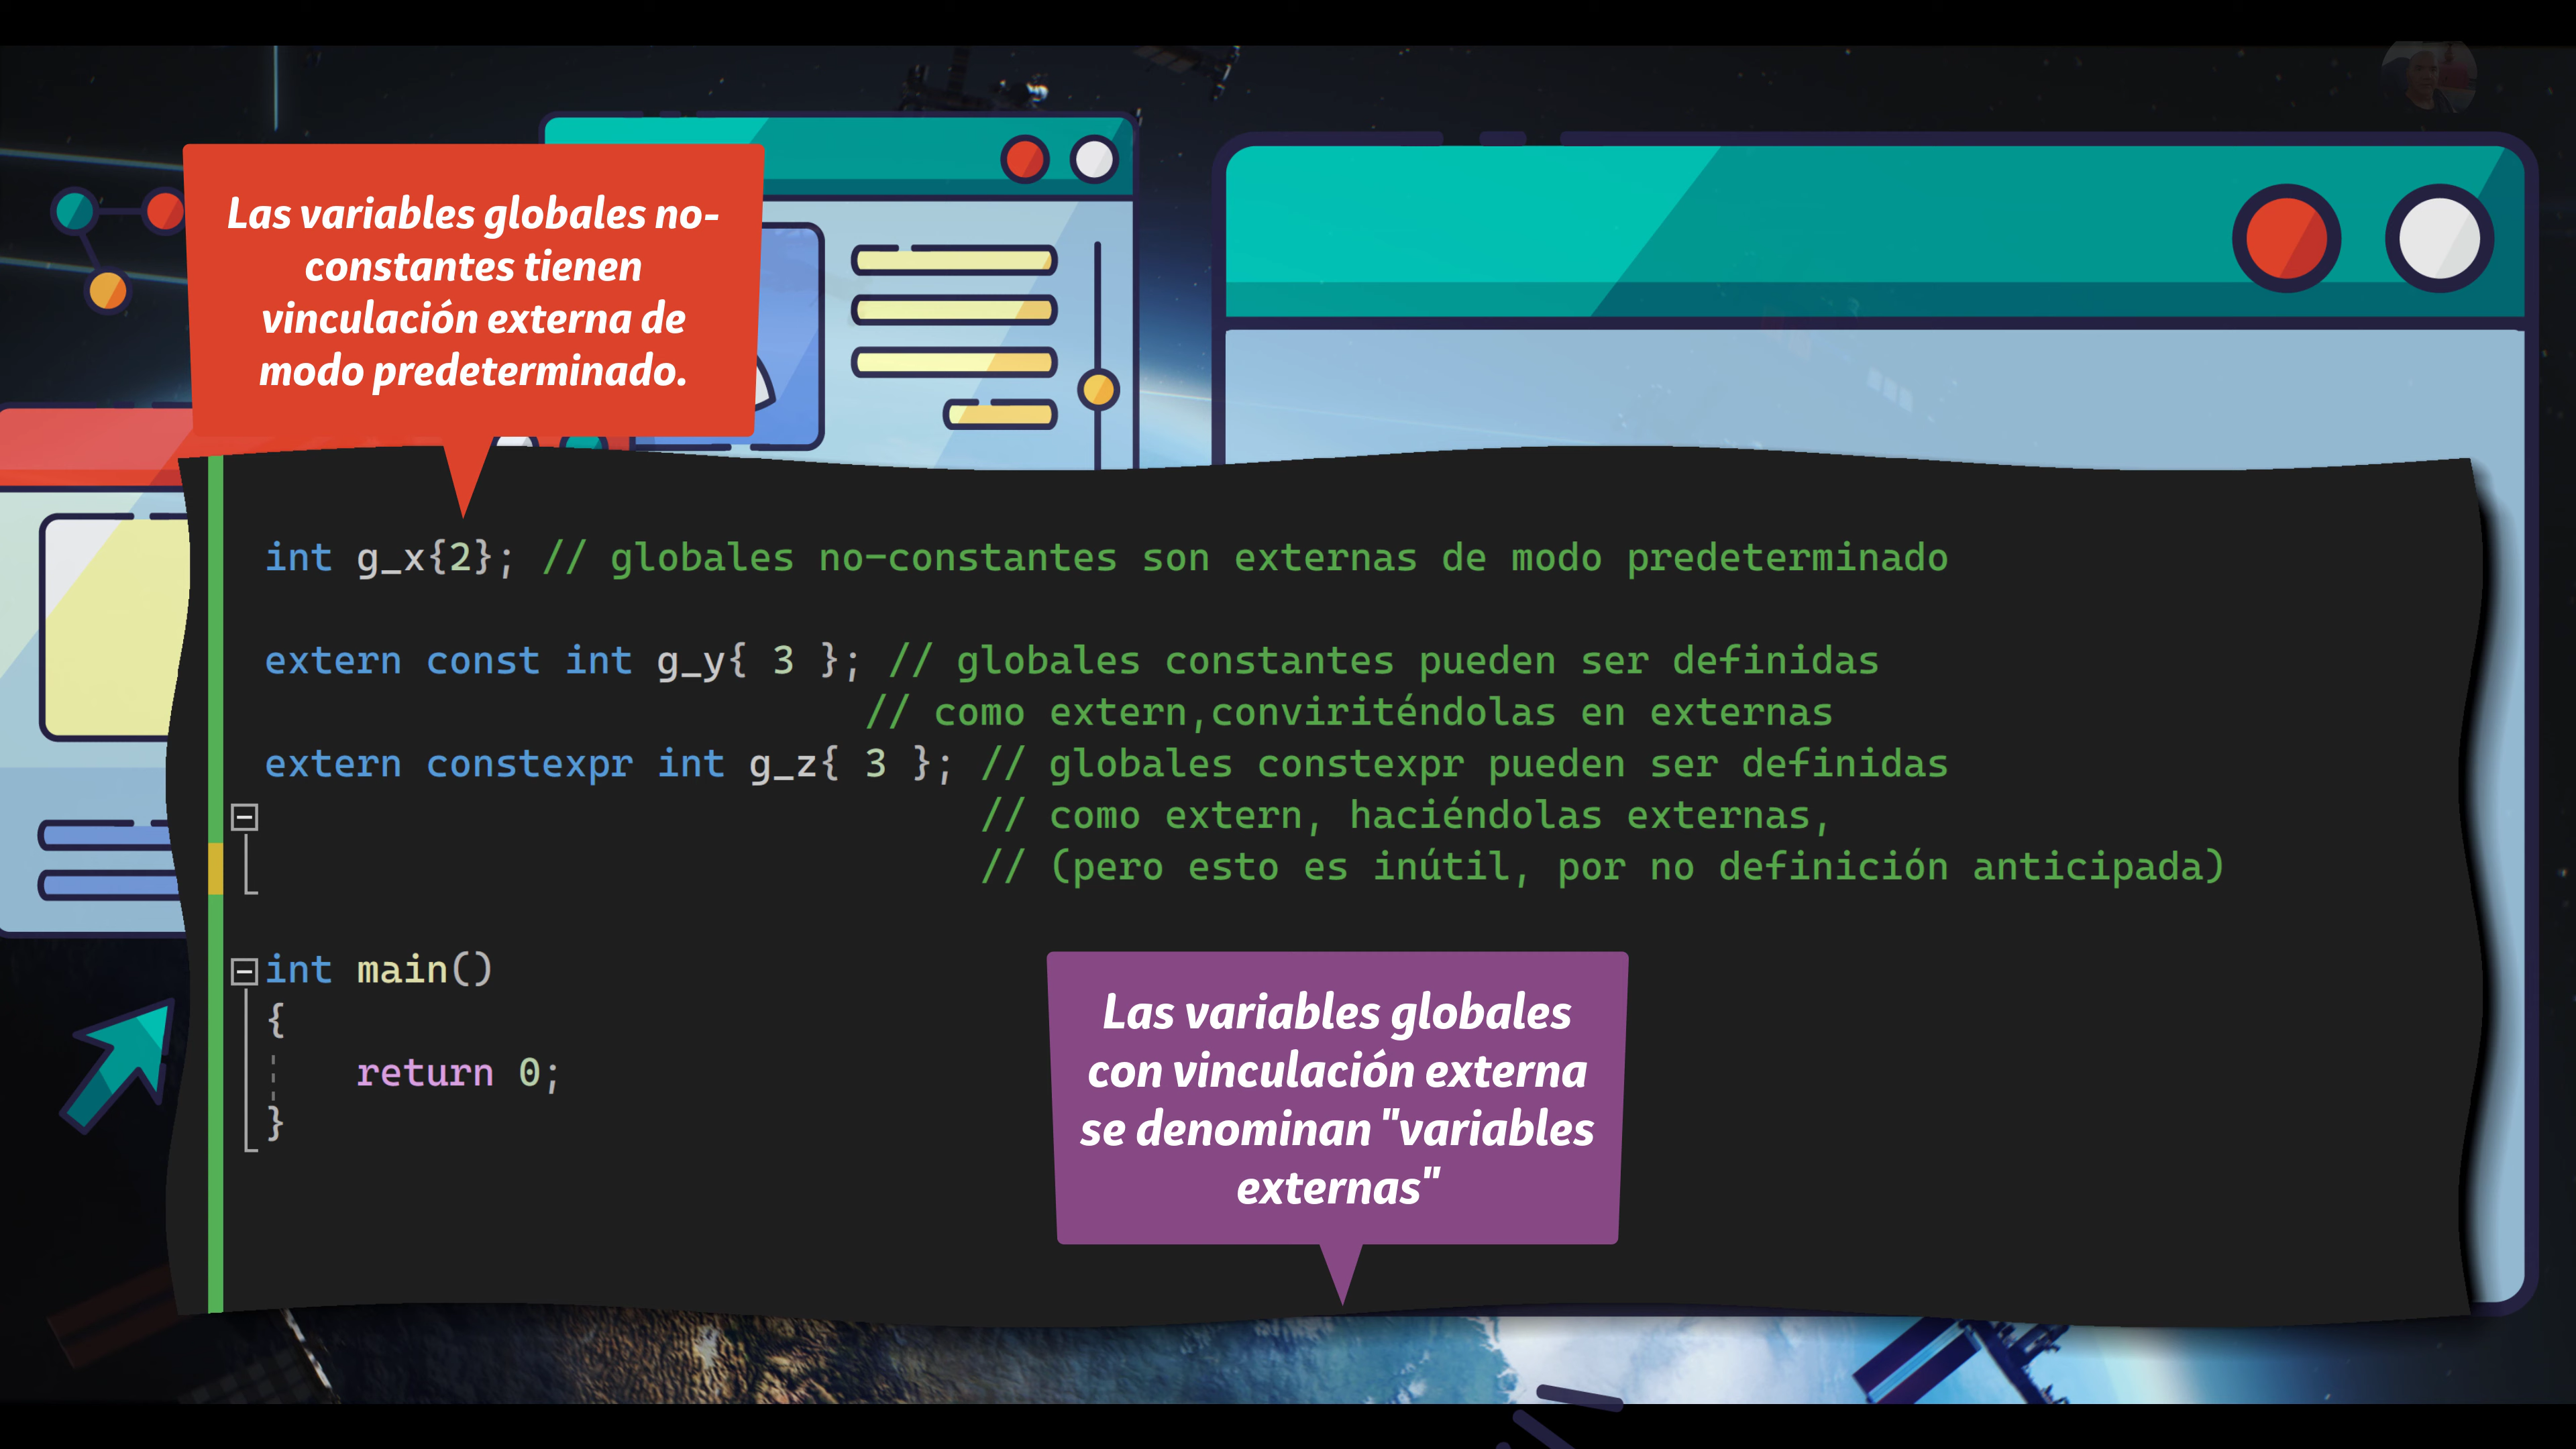 Las variables globales no-
constantes tienen
vinculación externa de
modo predeterminado.
int g_x{2}; // globales no-constantes son externas de modo predeterminado
extern const int g_y{ 3 }; // globales constantes pueden ser definidas
// como extern,conviriténdolas en externas
extern constexpr int g_z{ 3 }; // globales constexpr pueden ser definidas
// como extern, haciéndolas externas,
// (pero esto es inútil, por no definición anticipada)
int main()
{
return 0;
}
Las variables globales
con vinculación externa
se denominan "variables
externas"